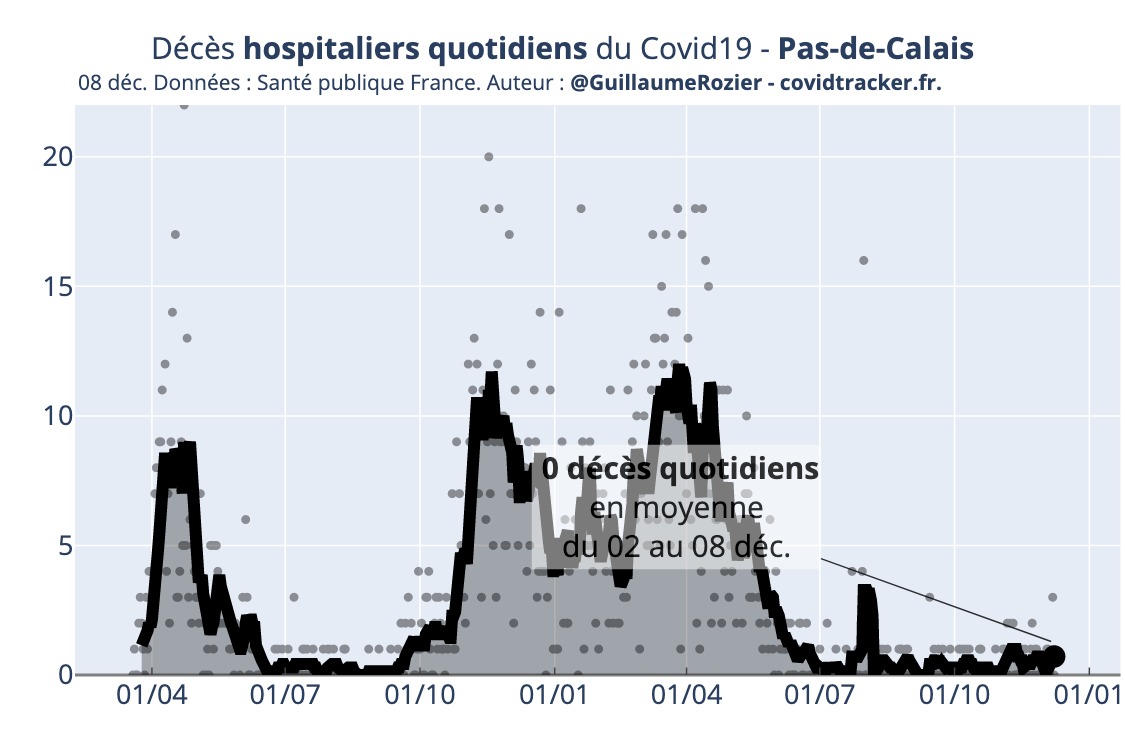 Décès hospitaliers quotidiens du Covid19 - Pas-de-Calais
08 déc. Données : Santé publique France. Auteur : @GuillaumeRozier - covidtracker.fr.
20
15
10
5
0
0 décès quotidiens
en moyenne
du 02 au 08 déc.
01/04 01/07 01/10 01/01 01/04 01/07 01/10 01/01